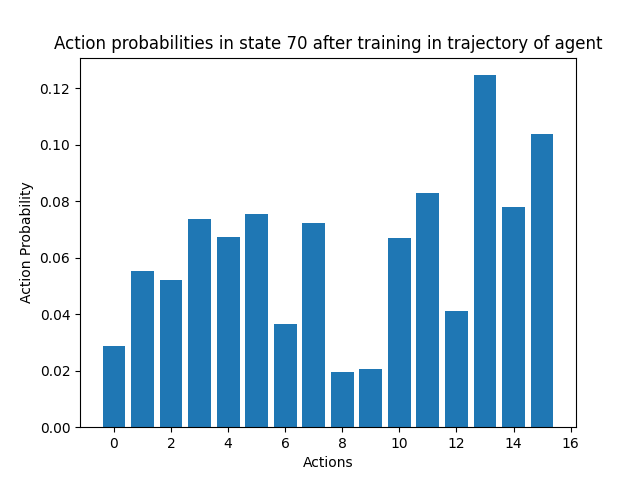 Action probabilities in state 70 after training in trajectory of agent
0.12
0.10
0.08
0.06
0.04
0.02
0.00
Action Probability
0 2 4 6 8 10 12 14 16
Actions